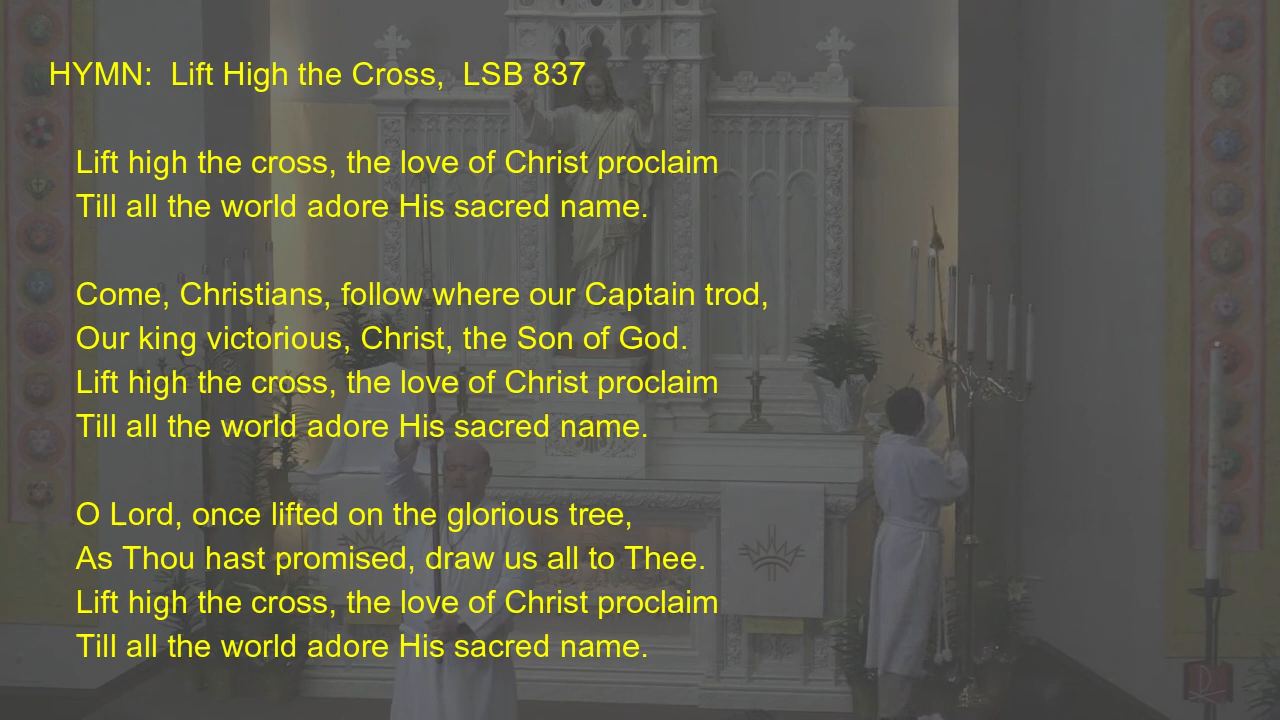 HYMN: Lift High the Cross, LSB 837
Lift high the cross, the love of Christ proclaim
Till all the world adore His sacred name.
Come, Christians, follow where our Captain trod,
Our king victorious, Christ, the Son of God.
Lift high the cross, the love of Christ proclaim
Till all the world adore His sacred name.
O Lord, once lifted on the glorious tree,
As Thou hast promised, draw us all to Thee.
Lift high the cross, the love of Christ proclaim
Till all the world adore His sacred name.